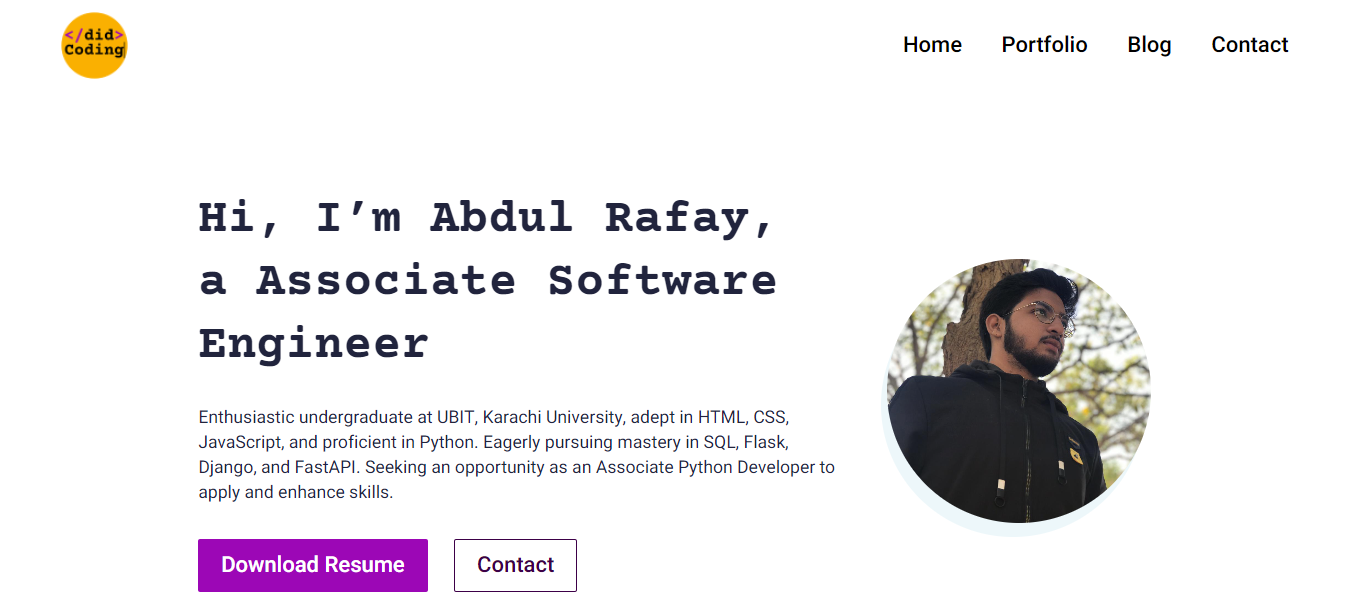 </did>
Coding
Home Portfolio Blog Contact
Hi, I’m Abdul Rafay,
a Associate Software
Engineer
Enthusiastic undergraduate at UBIT, Karachi University, adept in HTML, CSS,
JavaScript, and proficient in Python. Eagerly pursuing mastery in SQL, Flask,
Django, and FastAPI. Seeking an opportunity as an Associate Python Developer to
apply and enhance skills.
Download Resume Contact